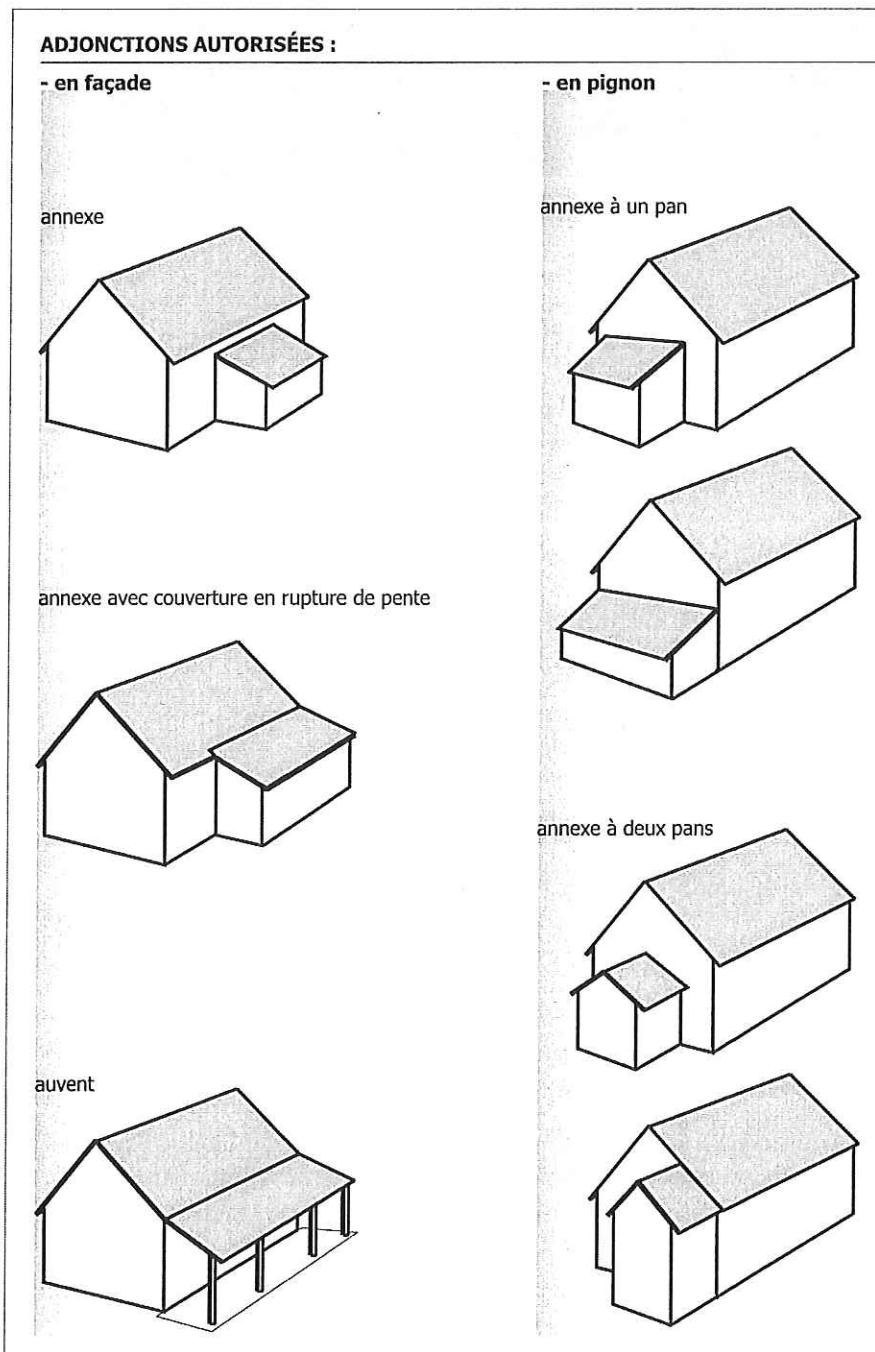 ADJONCTIONS AUTORISÉES :
- en façade
annexe
annexe avec couverture en rupture de pente
auvent
- en pignon
annexe à un pan
annexe à deux pans